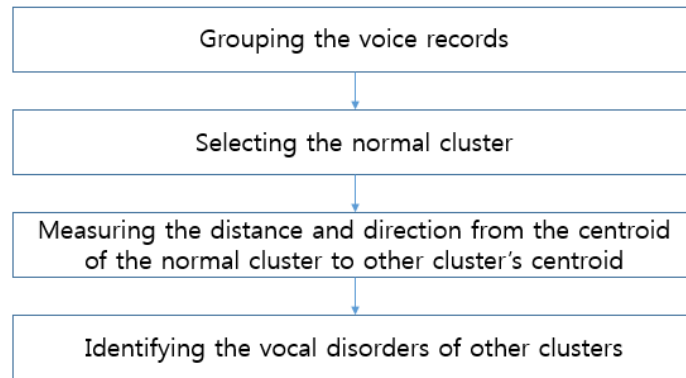 Grouping the voice records
Selecting the normal cluster
Measuring the distance and direction from the centroid
of the normal cluster to other cluster's centroid
Identifying the vocal disorders of other clusters